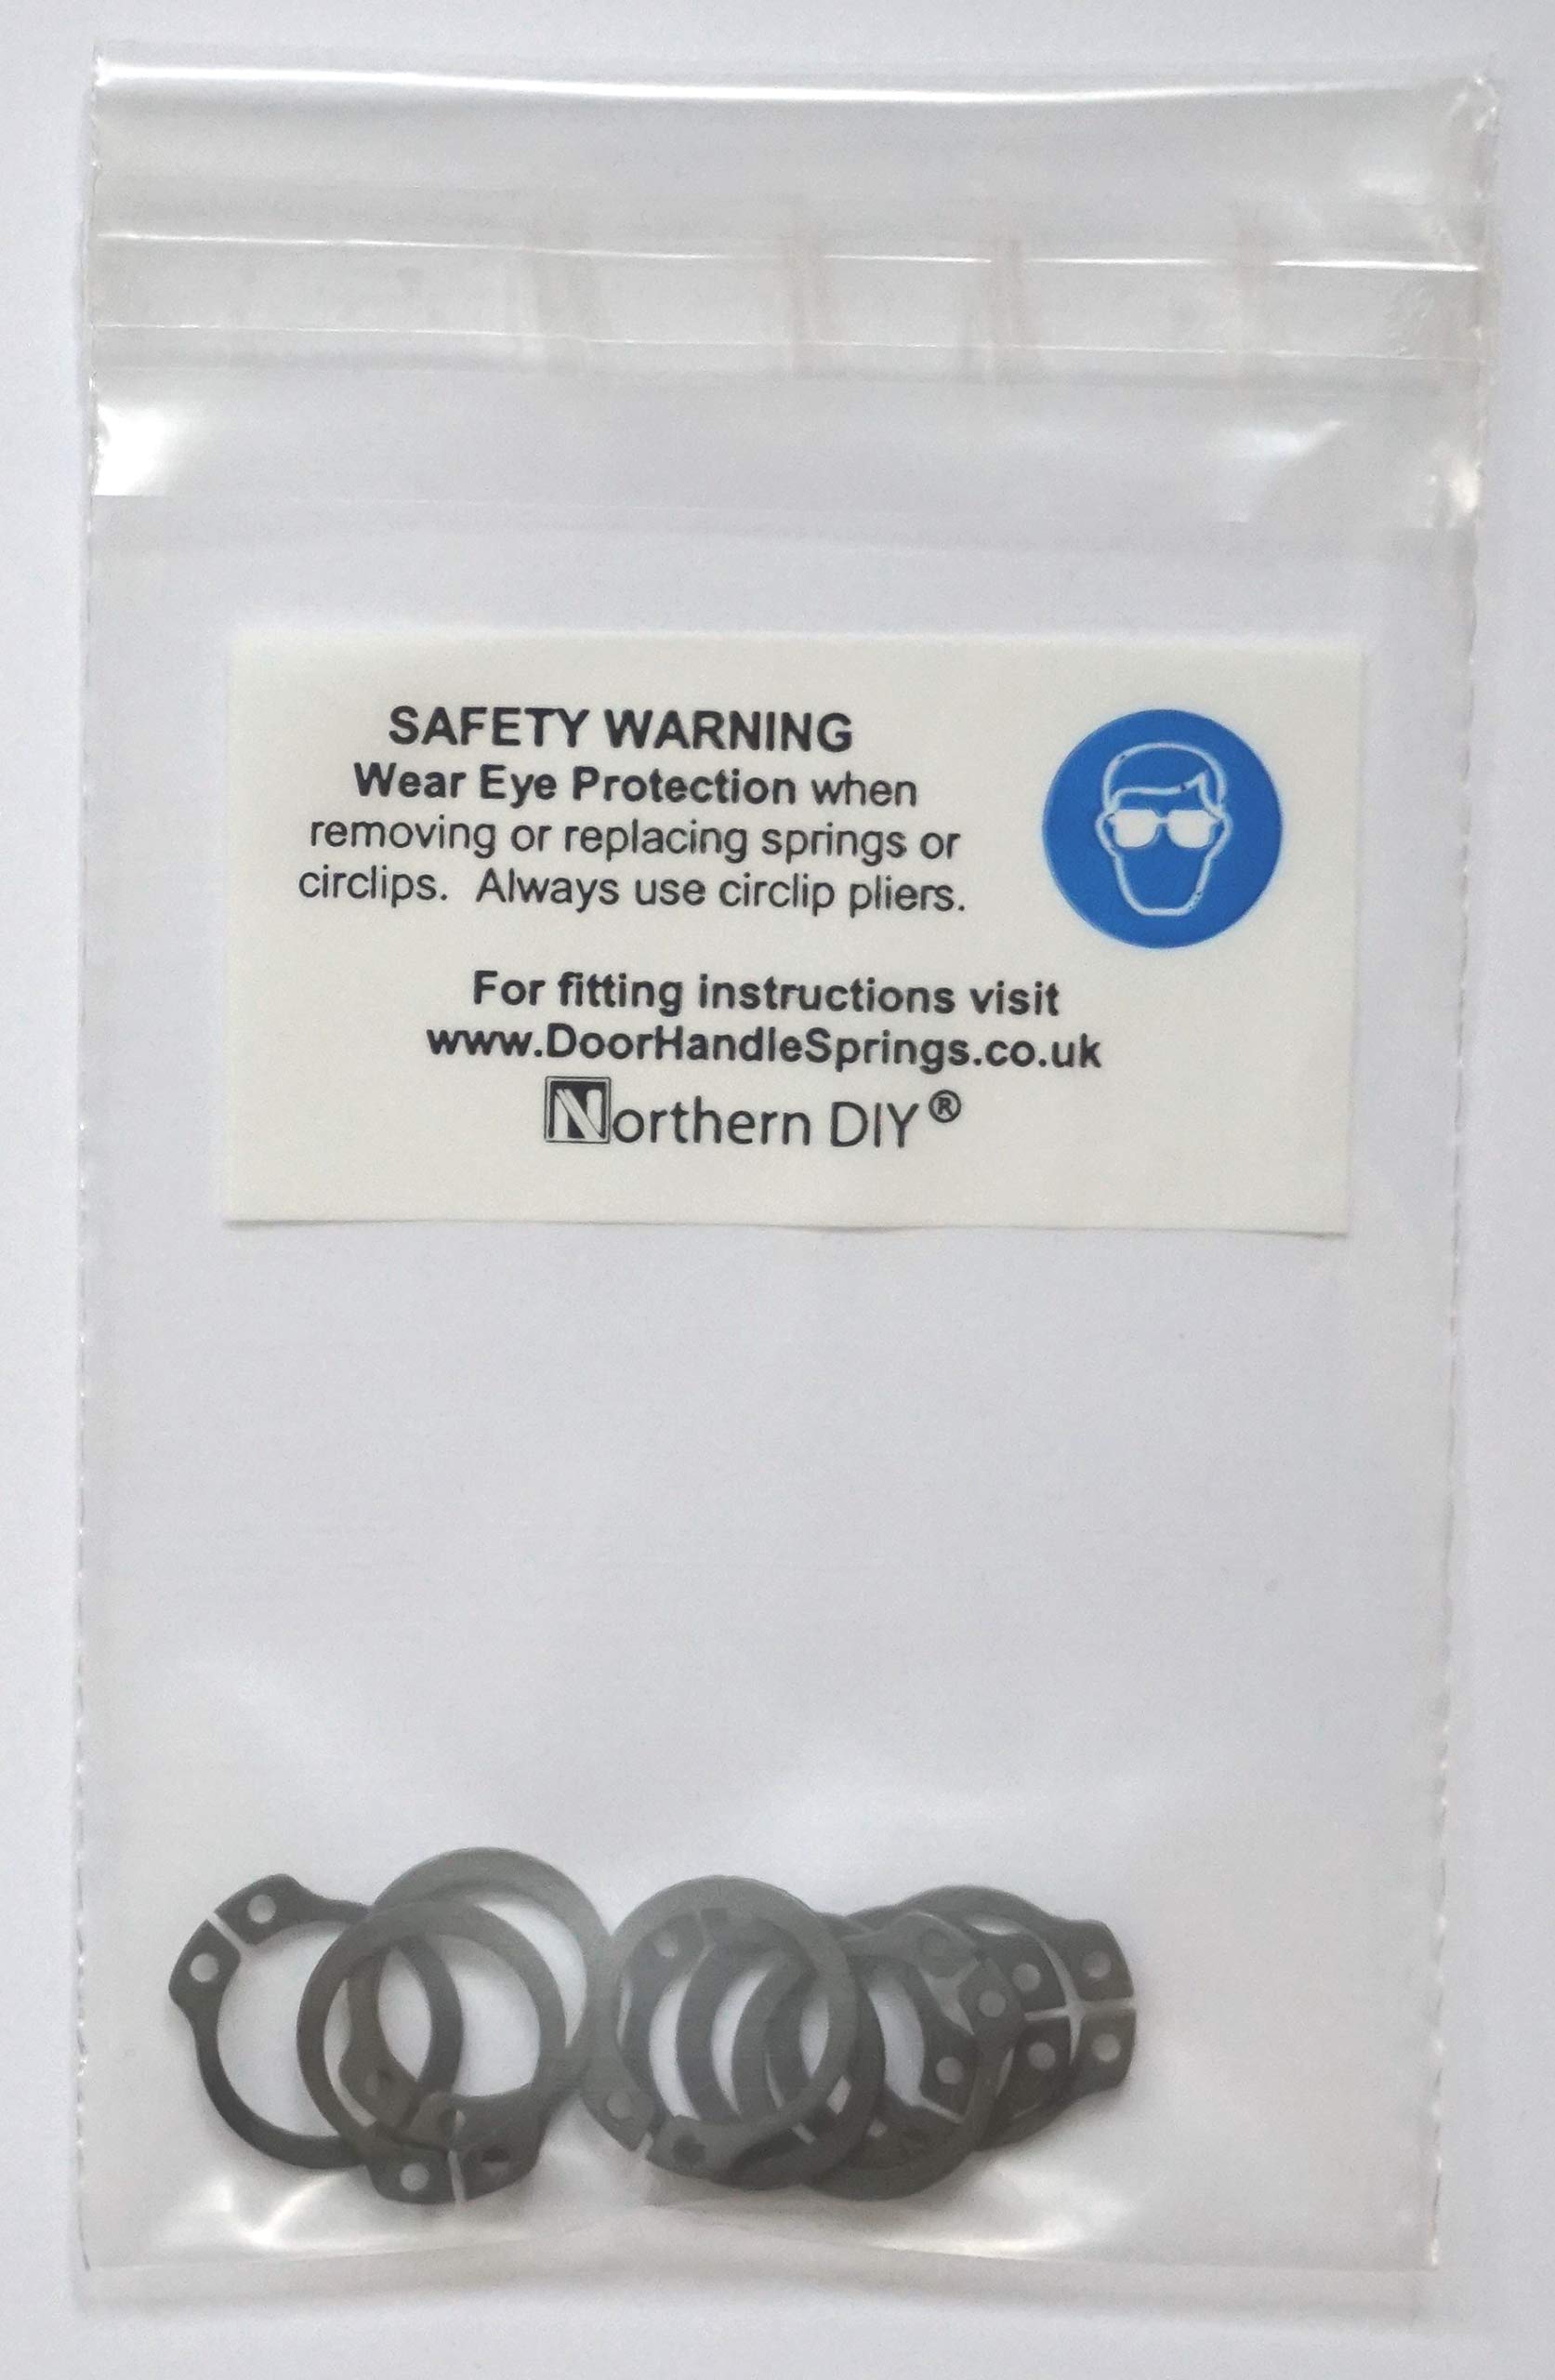 SAFETY WARNING
Wear Eye Protection when
removing or replacing springs or
circlips.  Always use circlip pliers.
For fitting instructions visit
www.DoorHandleSprings.co.uk
Northern DIY®